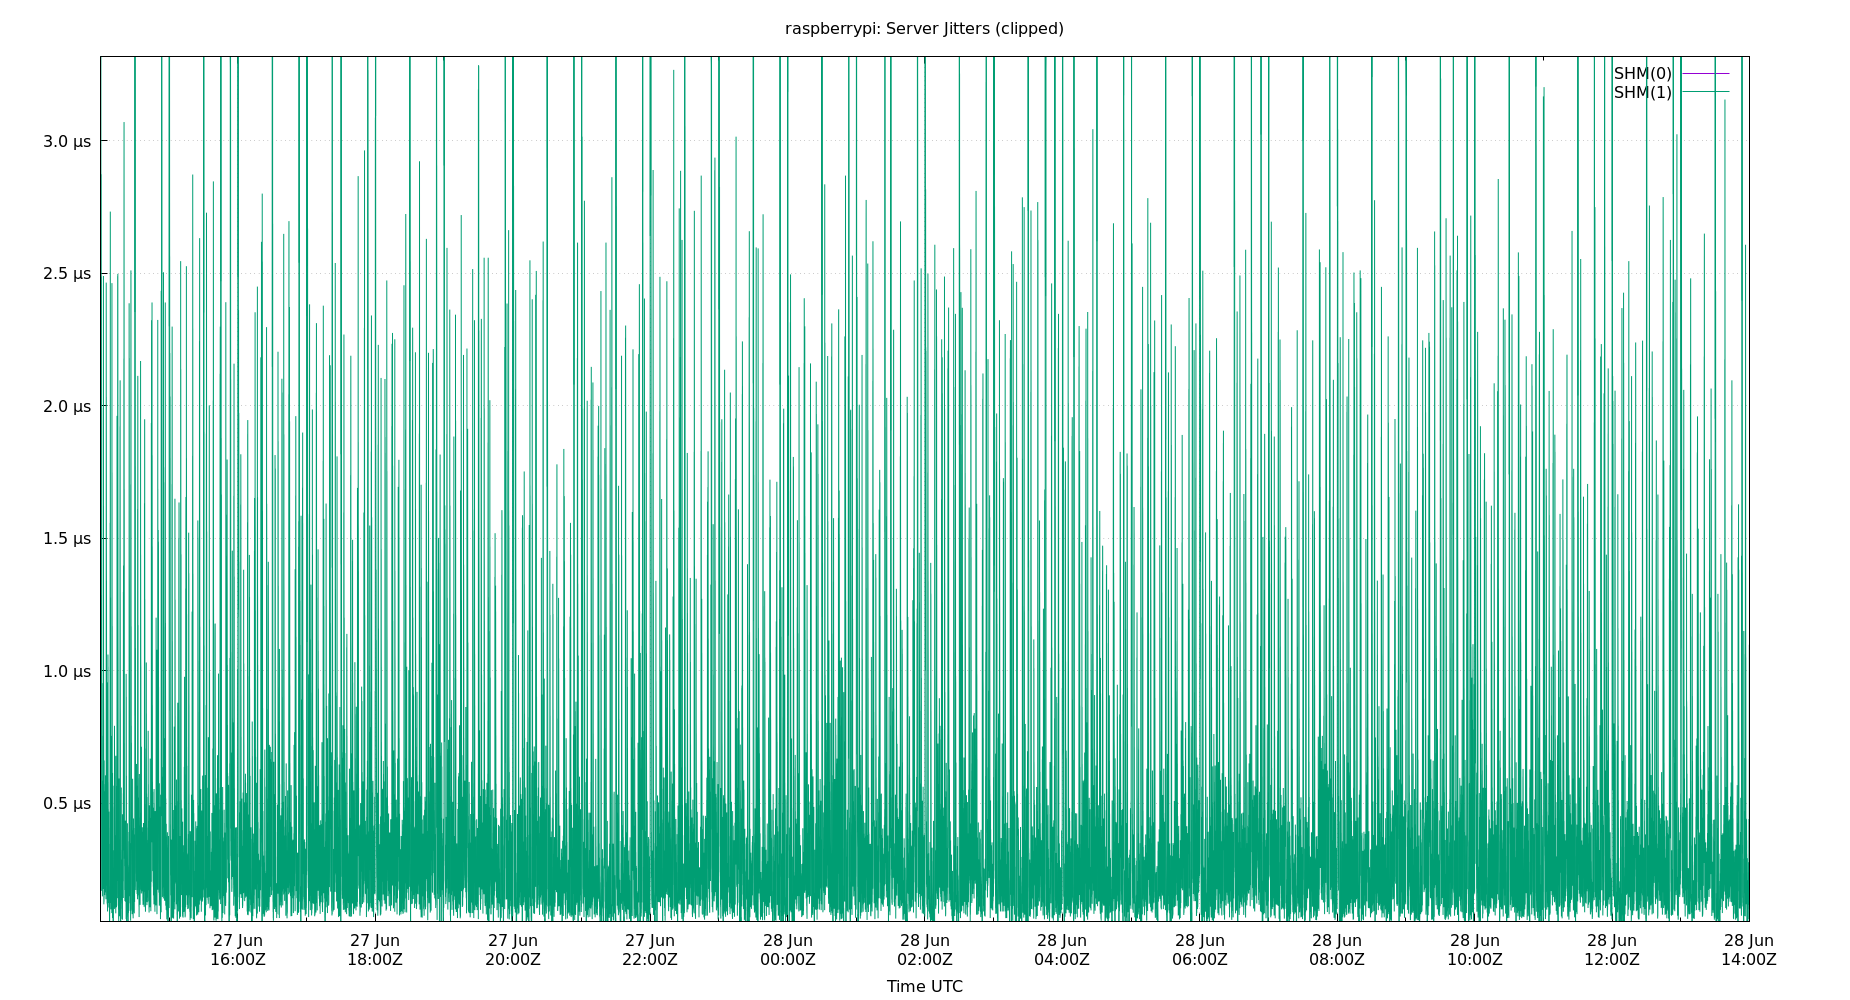 raspberrypi: Server Jitters (clipped)
SHM(0)
SHM(1)
3.0 µs
2.5 µs
2.0 µs
1.5 µs
1.0 µs
0.5 µs
27 Jun 27 Jun 27 Jun 27 Jun 28 Jun 28 Jun 28 Jun 28 Jun 28 Jun 28 Jun 28 Jun 28 Jun
16:00Z 18:00Z 20:00Z 22:00Z 00:00Z 02:00Z 04:00Z 06:00Z 08:00Z 10:00Z 12:00Z 14:00Z
Time UTC